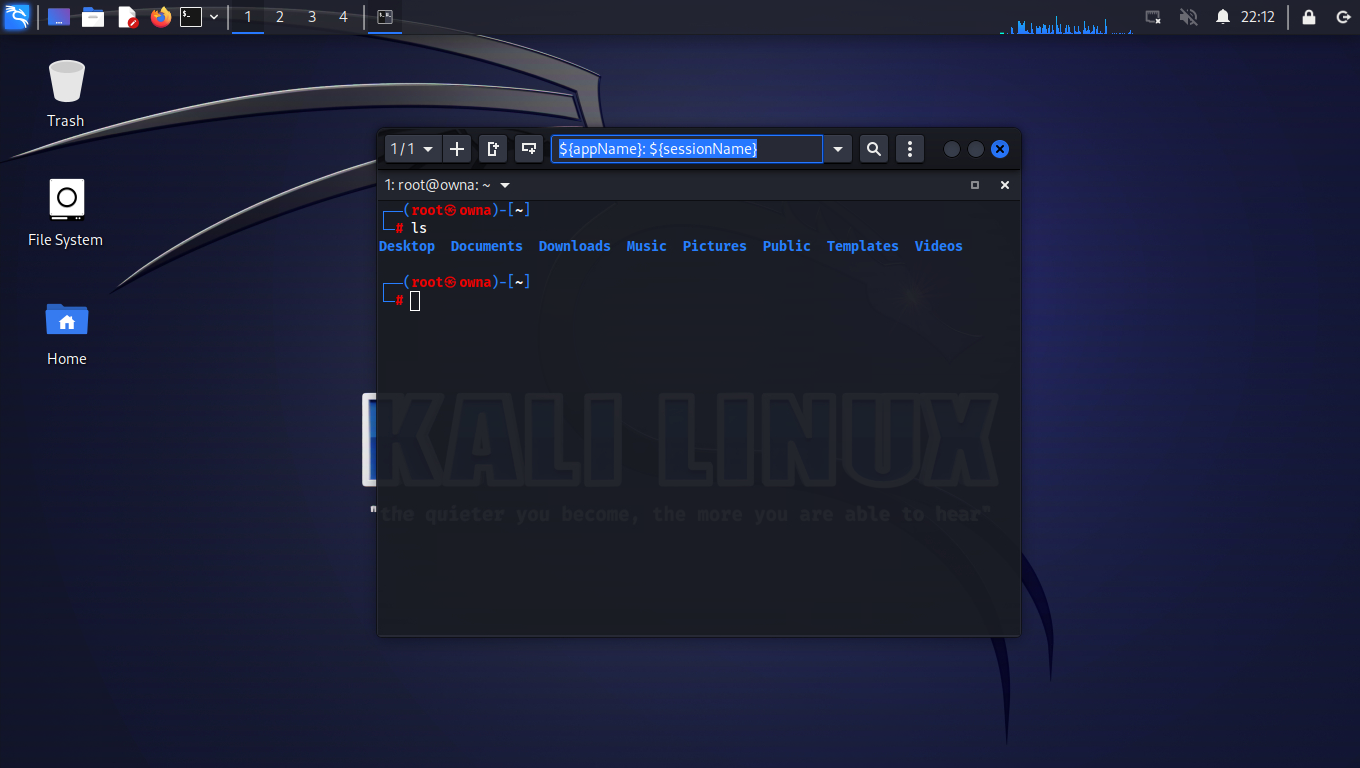 1 2 3 4 22:12
Trash
1 / 1 ${appName}: ${sessionName}
1: root@owna: ~
File System
┌──(root㉿owna)-[~]
└─# ls
Desktop Documents Downloads Music Pictures Public Templates Videos
┌──(root㉿owna)-[~]
└─#
Home
KALI LINUX
"the quieter you become, the more you are able to hear"